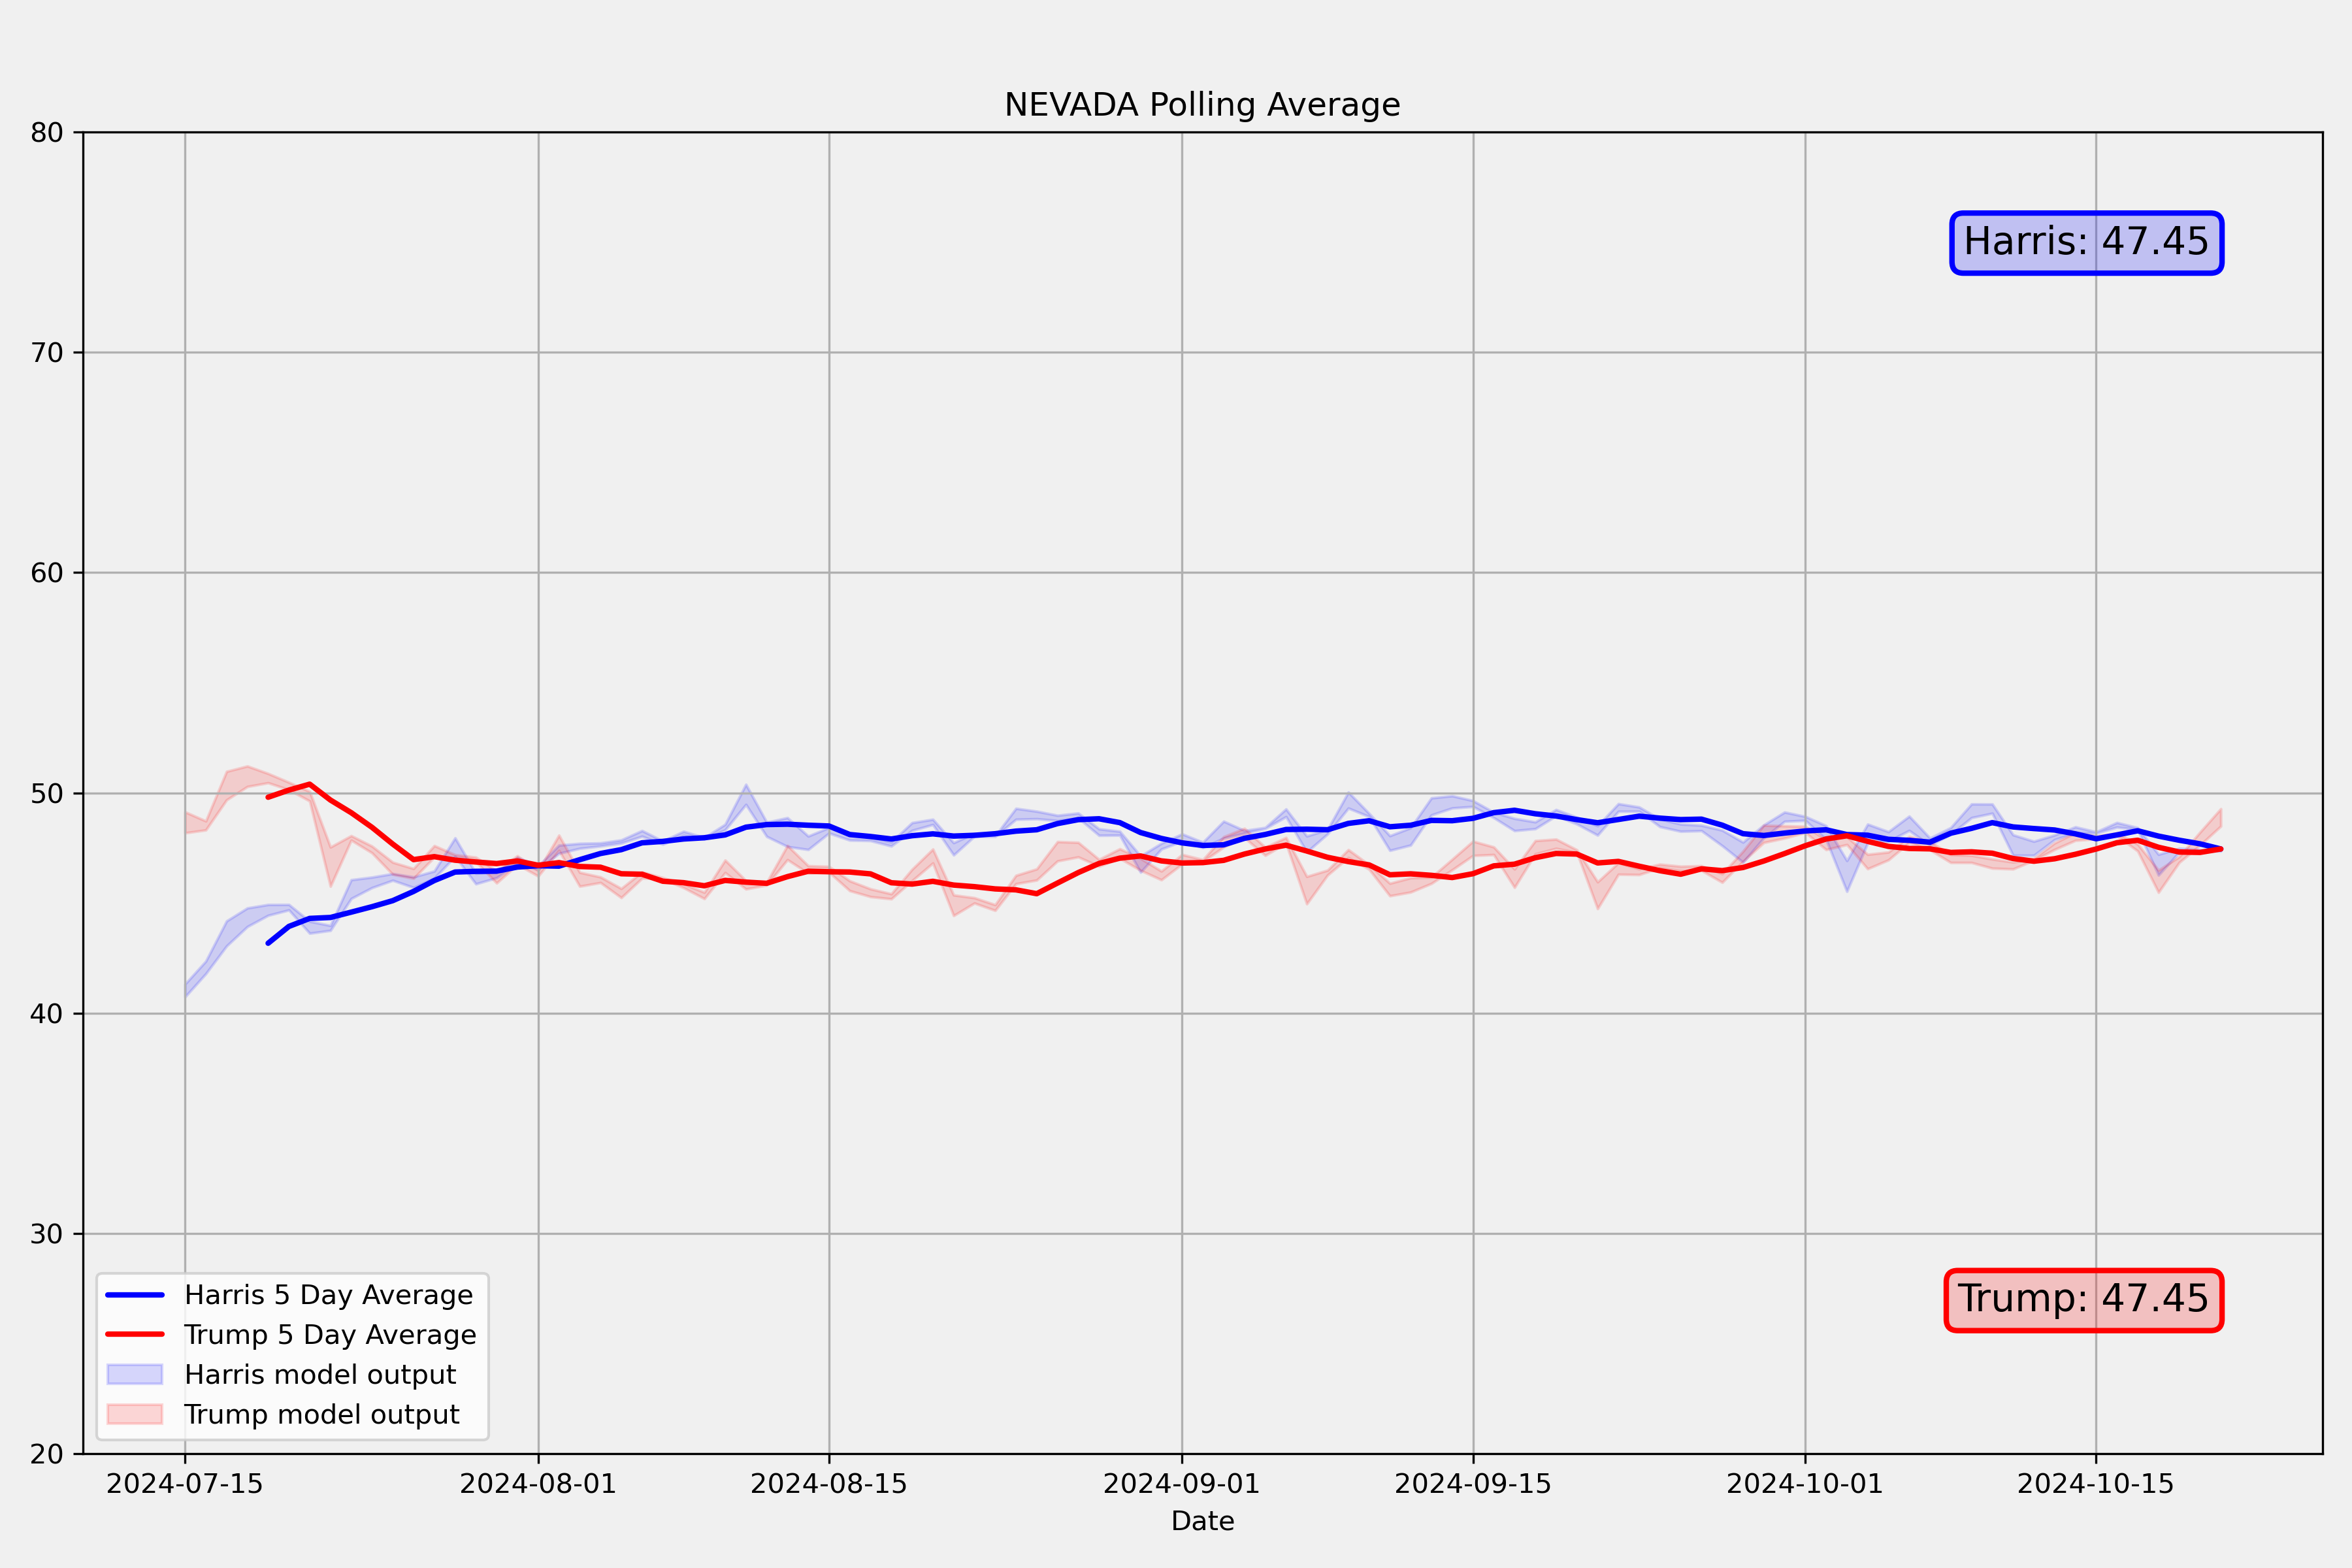 NEVADA Polling Average
80
70
60
50
40
30
20
Harris: 47.45
Trump: 47.45
Harris 5 Day Average
Trump 5 Day Average
Harris model output
Trump model output
2024-07-15 2024-08-01 2024-08-15 2024-09-01 2024-09-15 2024-10-01 2024-10-15
Date